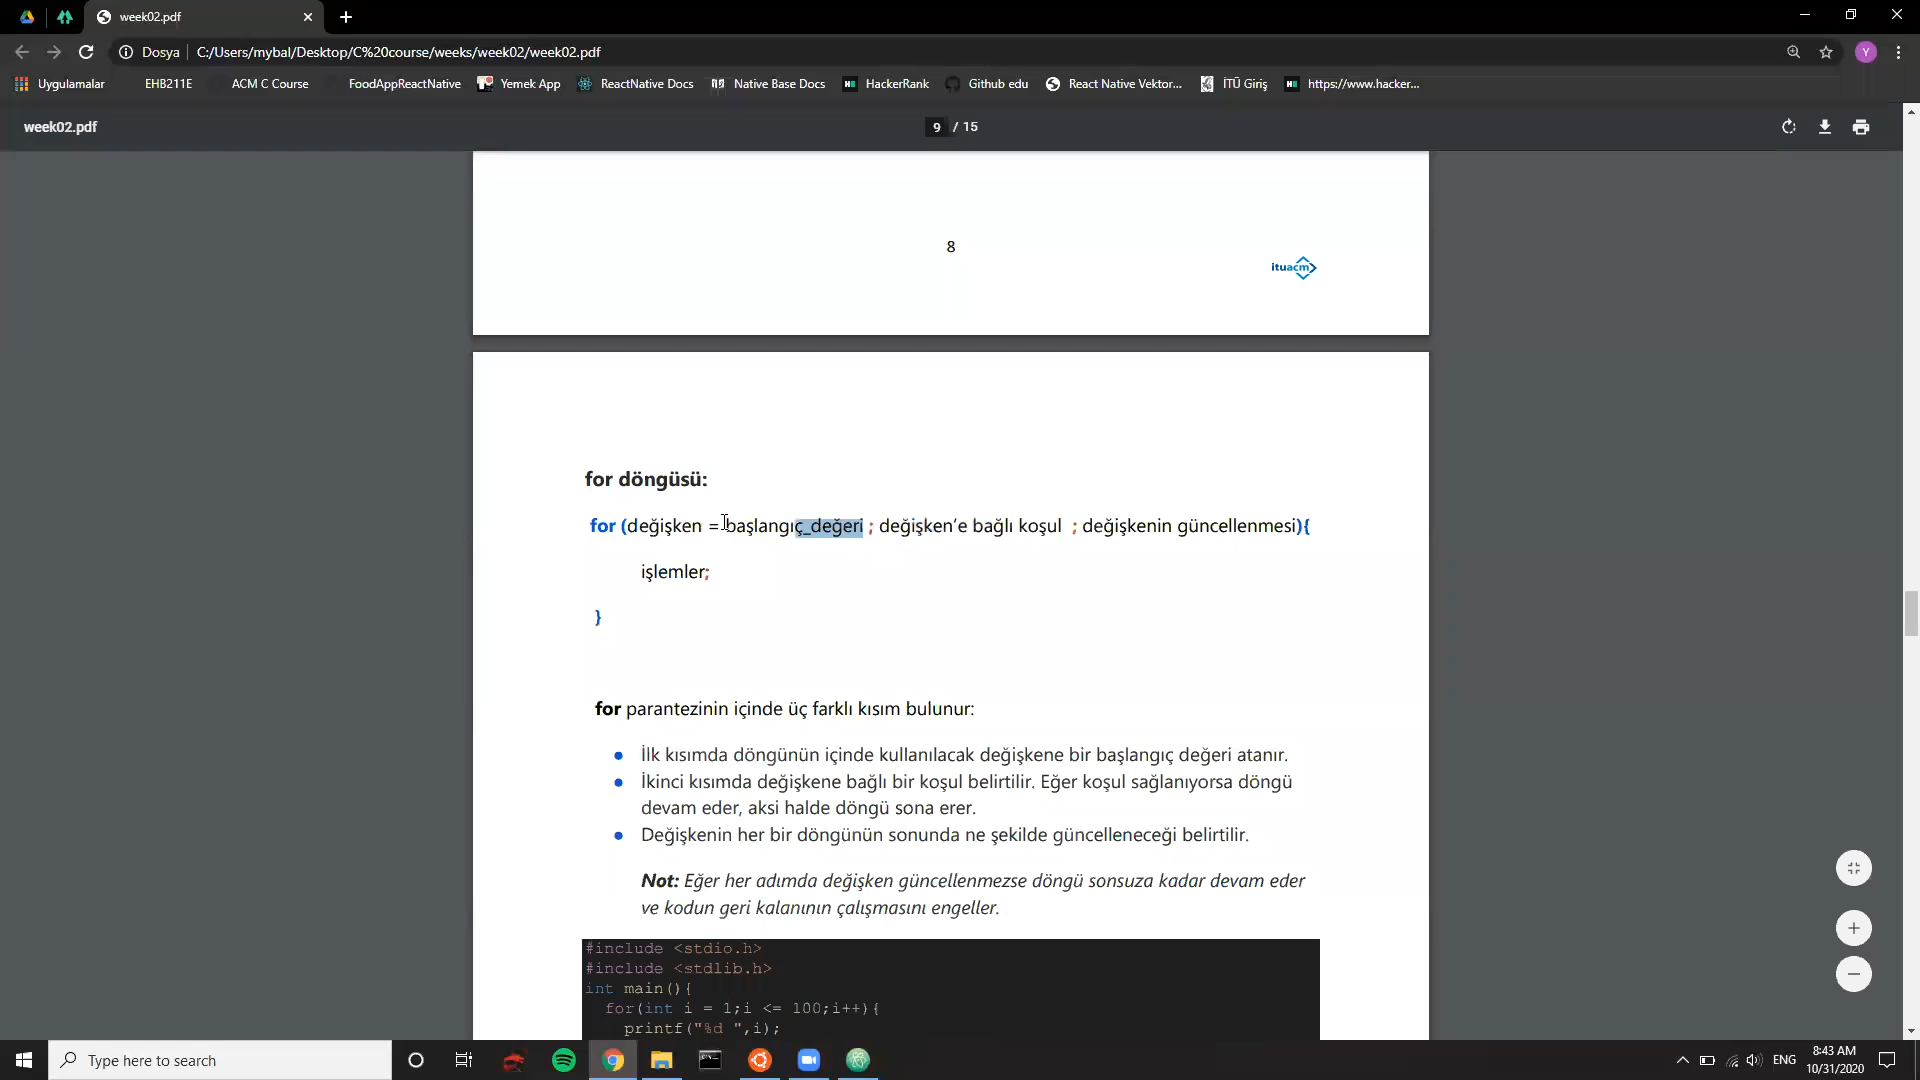 week02.pdf
Dosya C:/Users/mybal/Desktop/C%20course/weeks/week02/week02.pdf
Y
Uygulamalar EHB211E ACM C Course FoodAppReactNative Yemek App ReactNative Docs Native Base Docs HackerRank Github edu React Native Vektor... İTÜ Giriş https://www.hacker...
week02.pdf 9 / 15
8
ituacm
for döngüsü:
for (değişken = başlangıç_değeri ; değişken’e bağlı koşul ; değişkenin güncellenmesi){
işlemler;
}
for parantezinin içinde üç farklı kısım bulunur:
● İlk kısımda döngünün içinde kullanılacak değişkene bir başlangıç değeri atanır.
● İkinci kısımda değişkene bağlı bir koşul belirtilir. Eğer koşul sağlanıyorsa döngü
devam eder, aksi halde döngü sona erer.
● Değişkenin her bir döngünün sonunda ne şekilde güncelleneceği belirtilir.
Not: Eğer her adımda değişken güncellenmezse döngü sonsuza kadar devam eder
ve kodun geri kalanının çalışmasını engeller.
#include <stdio.h>
#include <stdlib.h>
int main(){
for(int i = 1;i <= 100;i++){
printf("%d ",i);
Type here to search
ENG
8:43 AM
10/31/2020